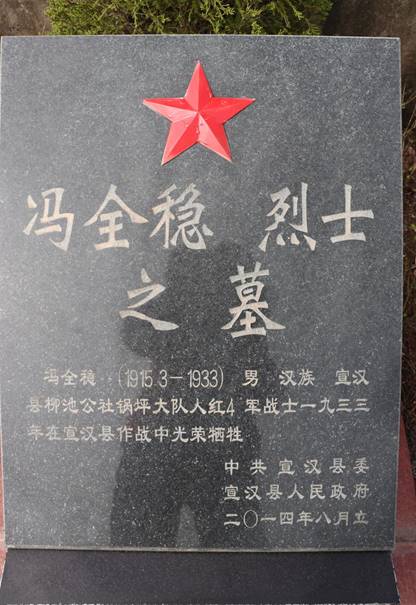 冯全稳 烈士
之墓
冯全稳 :(1915.3－1933) 男 汉族 宣汉
县柳池公社锅坪大队人红4 军战士一九三三
年在宣汉县作战中光荣牺牲
中共宣汉县委
宣汉县人民政府
二〇一四年八月立